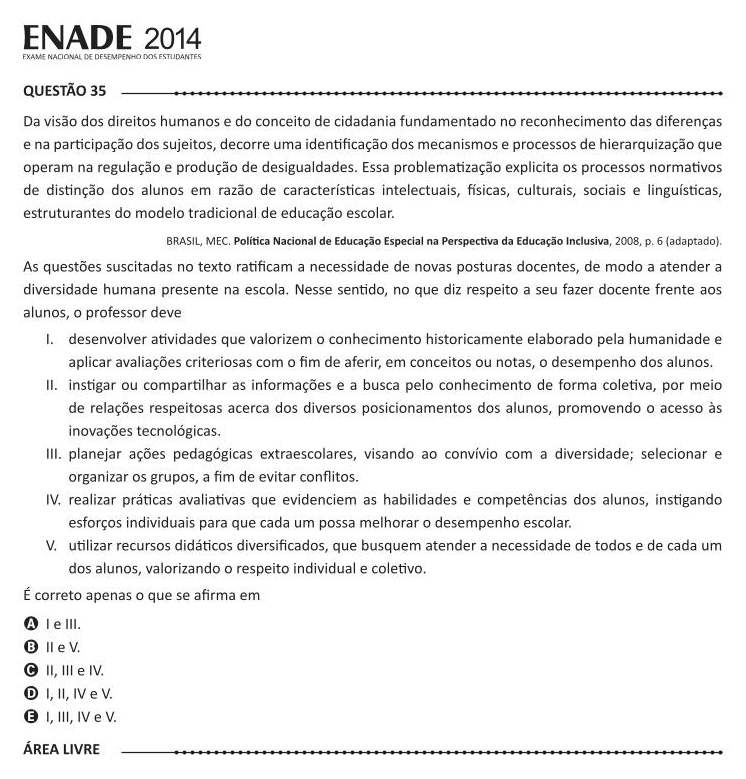 ENADE 2014
EXAME NACIONAL DE DESEMPENHO DOS ESTUDANTES
QUESTÃO 35
Da visão dos direitos humanos e do conceito de cidadania fundamentado no reconhecimento das diferenças
e na participação dos sujeitos, decorre uma identificação dos mecanismos e processos de hierarquização que
operam na regulação e produção de desigualdades. Essa problematização explicita os processos normativos
de distinção dos alunos em razão de características intelectuais, físicas, culturais, sociais e linguísticas,
estruturantes do modelo tradicional de educação escolar.
BRASIL, MEC. Política Nacional de Educação Especial na Perspectiva da Educação Inclusiva, 2008, p. 6 (adaptado).
As questões suscitadas no texto ratificam a necessidade de novas posturas docentes, de modo a atender a
diversidade humana presente na escola. Nesse sentido, no que diz respeito a seu fazer docente frente aos
alunos, o professor deve
I. desenvolver atividades que valorizem o conhecimento historicamente elaborado pela humanidade e
aplicar avaliações criteriosas com o fim de aferir, em conceitos ou notas, o desempenho dos alunos.
II. instigar ou compartilhar as informações e a busca pelo conhecimento de forma coletiva, por meio
de relações respeitosas acerca dos diversos posicionamentos dos alunos, promovendo o acesso às
inovações tecnológicas.
III. planejar ações pedagógicas extraescolares, visando ao convívio com a diversidade; selecionar e
organizar os grupos, a fim de evitar conflitos.
IV. realizar práticas avaliativas que evidenciem as habilidades e competências dos alunos, instigando
esforços individuais para que cada um possa melhorar o desempenho escolar.
V. utilizar recursos didáticos diversificados, que busquem atender a necessidade de todos e de cada um
dos alunos, valorizando o respeito individual e coletivo.
É correto apenas o que se afirma em
A I e III.
B II e V.
C II, III e IV.
D I, II, IV e V.
E I, III, IV e V.
ÁREA LIVRE